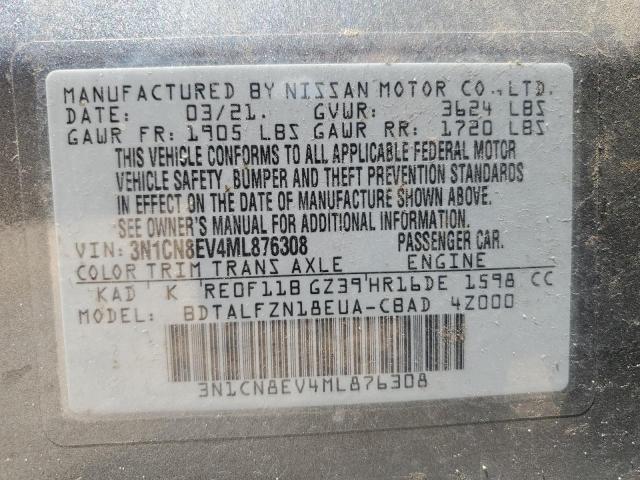 MANUFACTURED BY NISSAN MOTOR CO., LTD.
DATE: 03/21. GVWR: 3624 LBS
GAWR FR: 1905 LBS GAWR RR: 1720 LBS
THIS VEHICLE CONFORMS TO ALL APPLICABLE FEDERAL MOTOR
VEHICLE SAFETY, BUMPER AND THEFT PREVENTION STANDARDS
IN EFFECT ON THE DATE OF MANUFACTURE SHOWN ABOVE.
SEE OWNER'S MANUAL FOR ADDITIONAL INFORMATION.
VIN: 3N1CN8EV4ML876308 PASSENGER CAR.
COLOR TRIM TRANS AXLE ENGINE
KAD K RE0F11B GZ39 HR16DE 1598 CC
MODEL: BDTALFZN18EUA-CBAD 4Z000
3N1CN8EV4ML876308